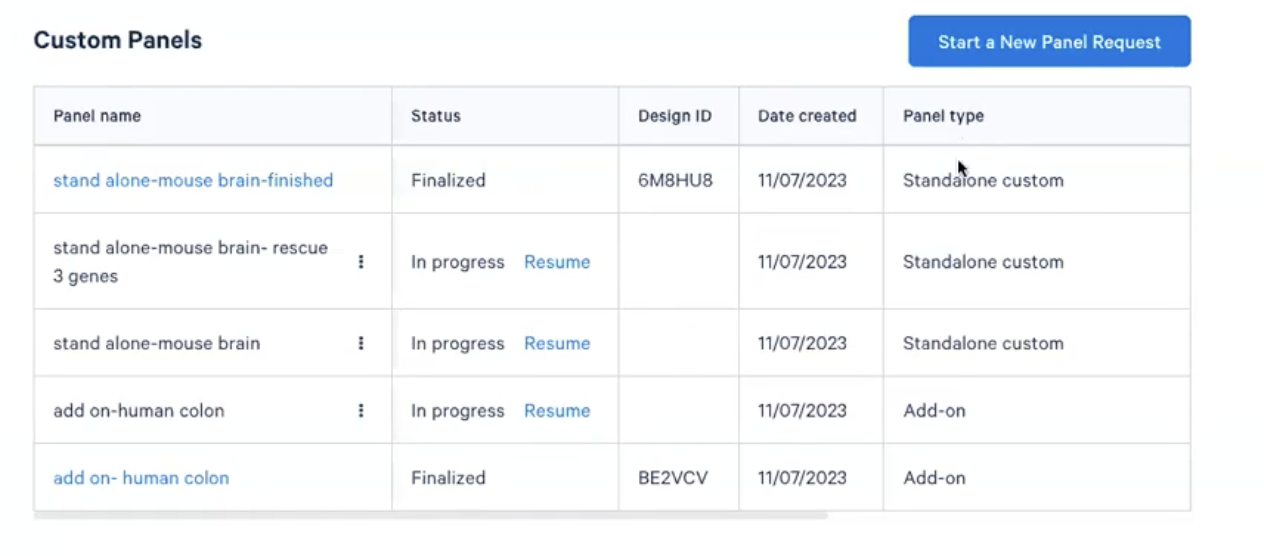 Custom Panels
Start a New Panel Request
Panel name Status Design ID Date created Panel type
stand alone-mouse brain-finished Finalized 6M8HU8 11/07/2023 Standalone custom
stand alone-mouse brain- rescue
3 genes In progress Resume 11/07/2023 Standalone custom
stand alone-mouse brain In progress Resume 11/07/2023 Standalone custom
add on-human colon In progress Resume 11/07/2023 Add-on
add on- human colon Finalized BE2VCV 11/07/2023 Add-on